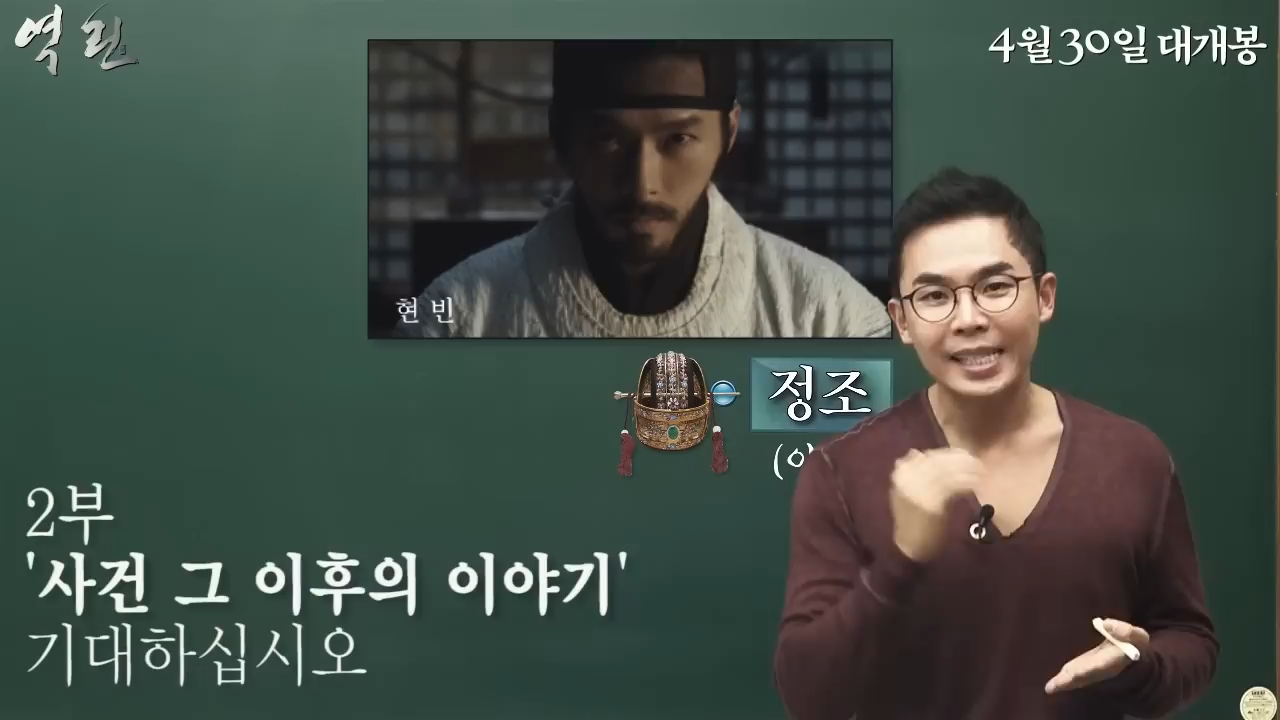 역린
4월 30일 대개봉
현빈
정조
(이
2부
'사건 그 이후의 이야기'
기대하십시오